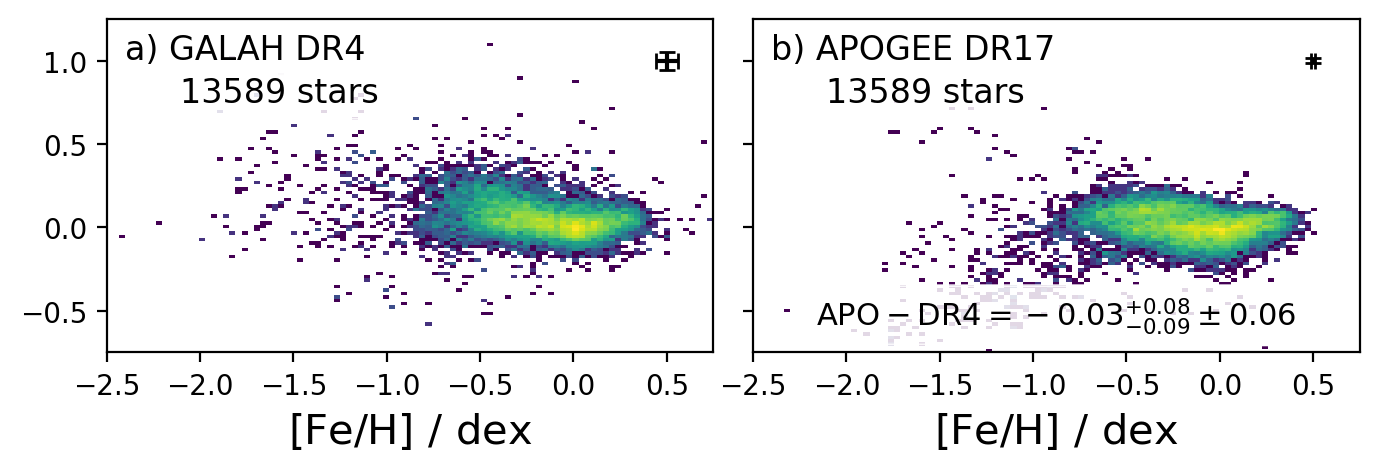 a) GALAH DR4
13589 stars
1.0
0.5
0.0
−0.5
−2.5 −2.0 −1.5 −1.0 −0.5 0.0 0.5
[Fe/H] / dex
b) APOGEE DR17
13589 stars
APO − DR4 = − 0.03 +0.08 −0.09 ± 0.06
−2.5 −2.0 −1.5 −1.0 −0.5 0.0 0.5
[Fe/H] / dex